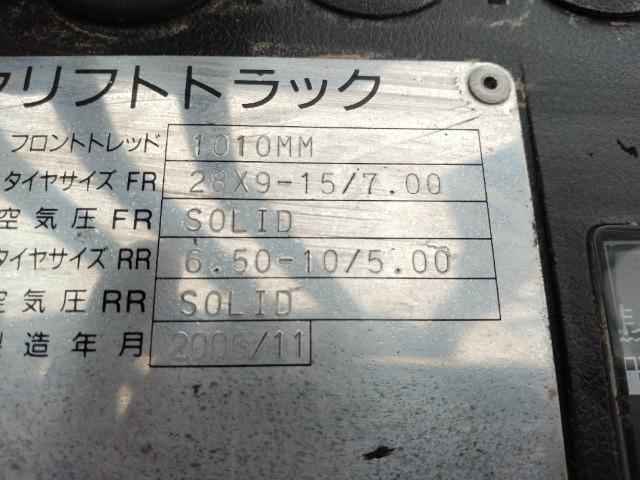 リフトトラック
フロントトレッド 1010MM
タイヤサイズ FR 28X9-15/7.00
空気圧 FR SOLID
タイヤサイズ RR 6.50-10/5.00
空気圧 RR SOLID
造年月 2006/11